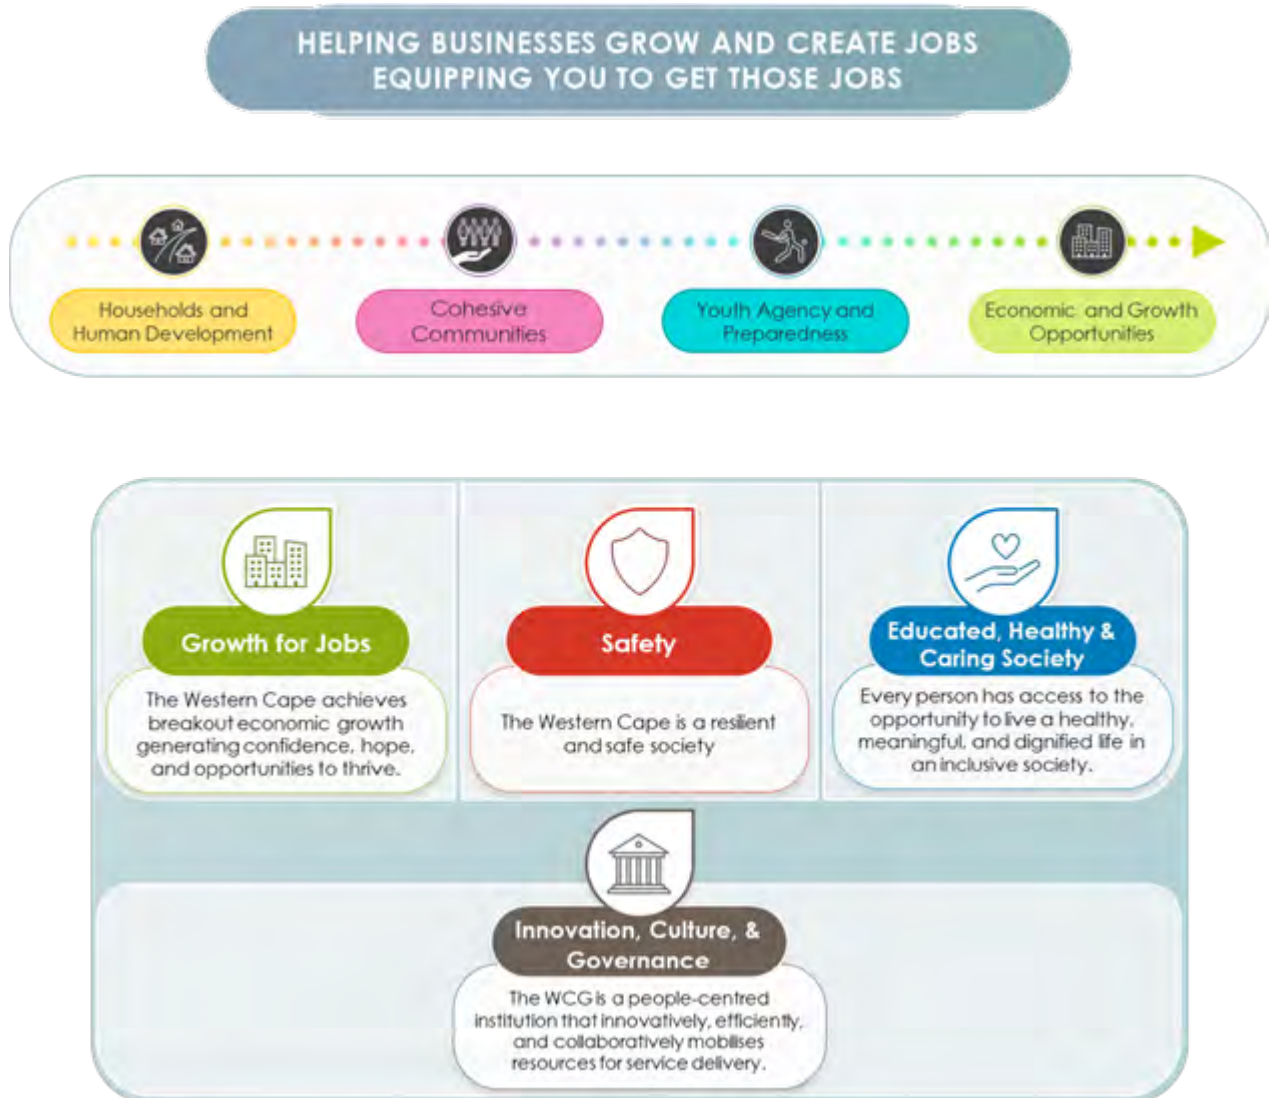 HELPING BUSINESSES GROW AND CREATE JOBS
EQUIPPING YOU TO GET THOSE JOBS
Households and
Human Development
Cohesive
Communities
Youth Agency and
Preparedness
Economic and Growth
Opportunities
Growth for Jobs
The Western Cape achieves
breakout economic growth
generating confidence, hope,
and opportunities to thrive.
Safety
The Western Cape is a resilient
and safe society
Educated, Healthy &
Caring Society
Every person has access to the
opportunity to live a healthy,
meaningful, and dignified life in
an inclusive society.
Innovation, Culture, &
Governance
The WCG is a people-centred
institution that innovatively, efficiently,
and collaboratively mobilises
resources for service delivery.